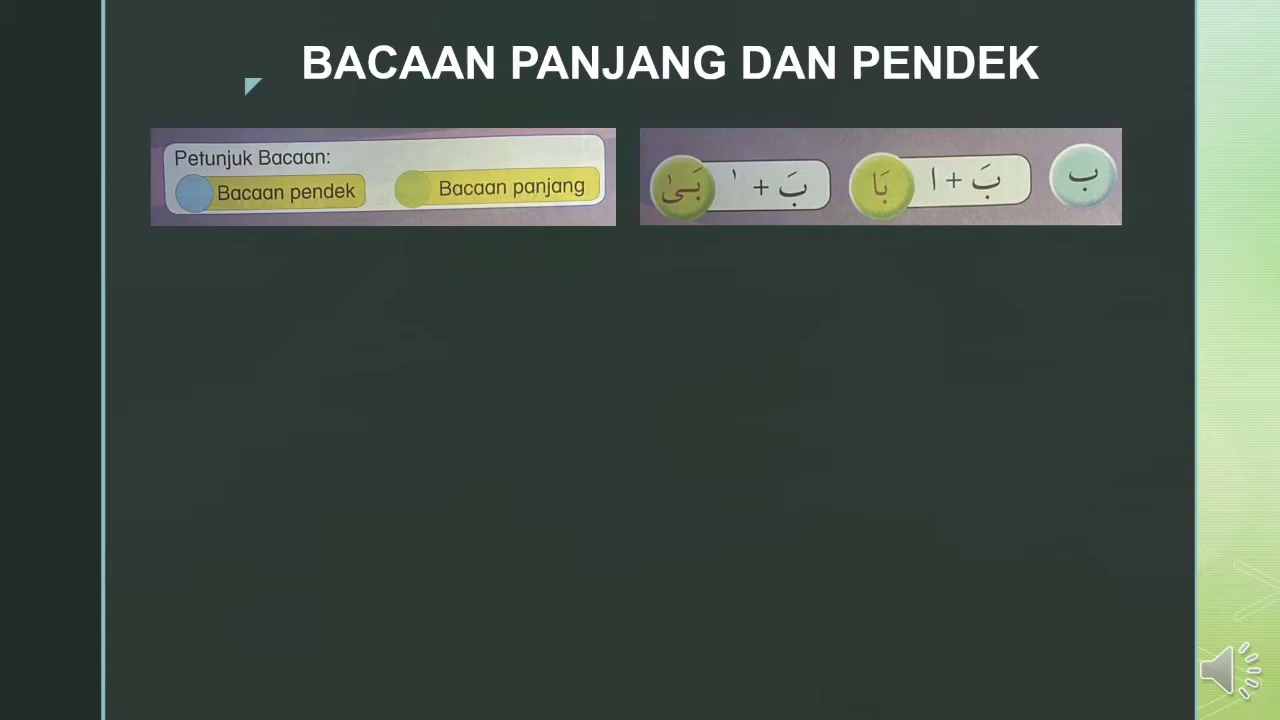 BACAAN PANJANG DAN PENDEK
Petunjuk Bacaan:
Bacaan pendek Bacaan panjang
ب بَ + ا بَا بَ + ٰ بَىٰ